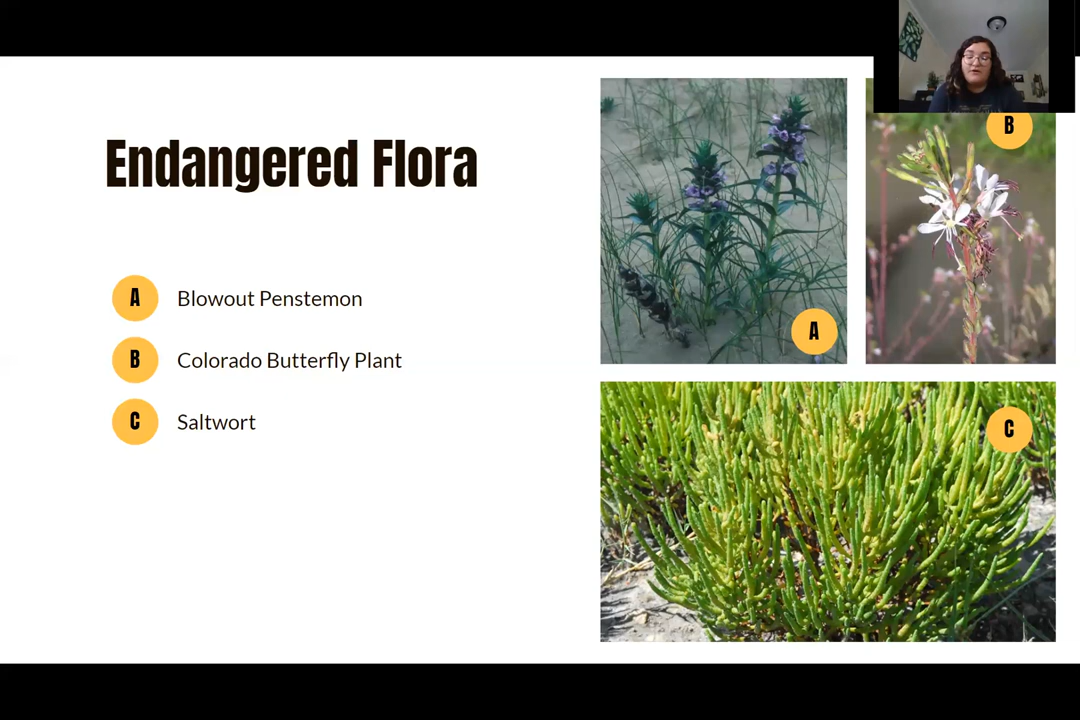 Endangered Flora
A Blowout Penstemon
B Colorado Butterfly Plant
C Saltwort
A
B
C